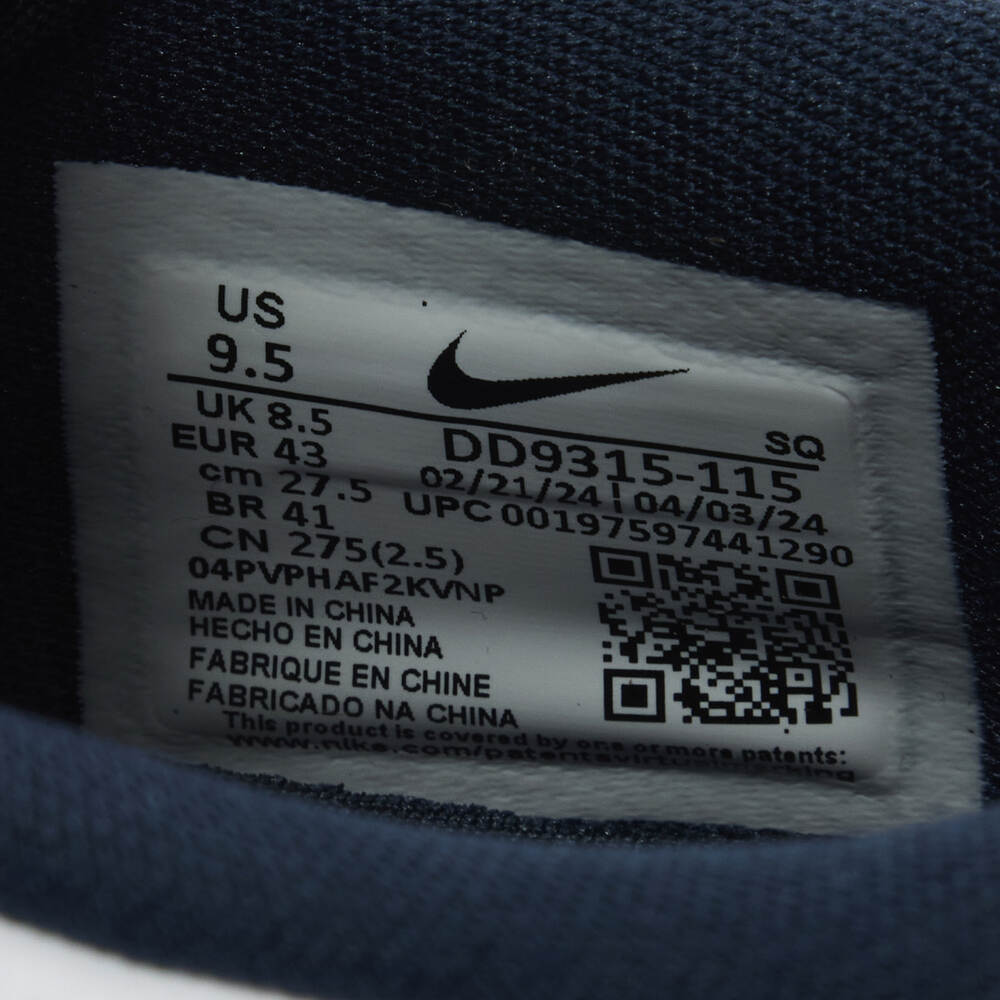 US
9.5
UK 8.5
EUR 43
cm 27.5
BR 41
CN 275(2.5)
04PVPHAF2KVNP
MADE IN CHINA
HECHO EN CHINA
FABRIQUE EN CHINE
FABRICADO NA CHINA
SQ
DD9315-115
02/21/24 | 04/03/24
UPC 00197597441290
This product is covered by one or more patents: